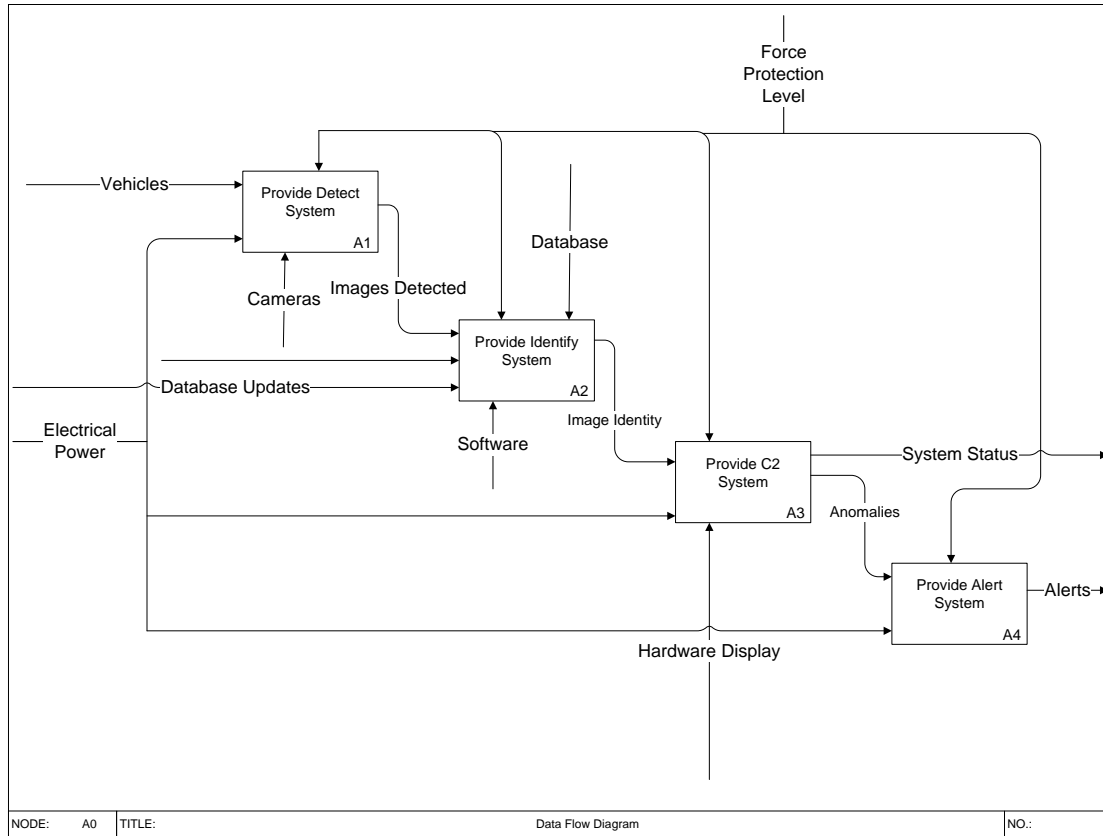 Force
Protection
Level
Vehicles
Provide Detect
System
A1
Database
Images Detected
Cameras
Provide Identify
System
A2
Database Updates
Image Identity
Electrical
Power
Software
System Status
Provide C2
System
A3
Anomalies
Provide Alert
System
A4
Alerts
Hardware Display
NODE: A0 TITLE: Data Flow Diagram NO.: